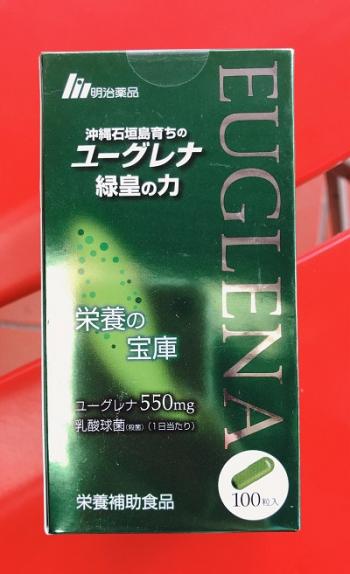 明治薬品
沖縄石垣島育ちの
ユーグレナ
緑皇の力
EUGLENA
栄養の
宝庫
ユーグレナ550mg
乳酸球菌(殺菌)(1日当たり)
栄養補助食品
100粒入